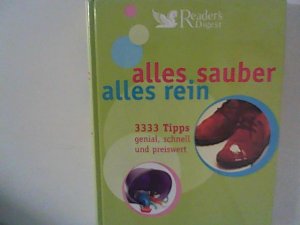 Reader's
Digest
alles sauber
alles rein
3333 Tipps
genial, schnell
und preiswert